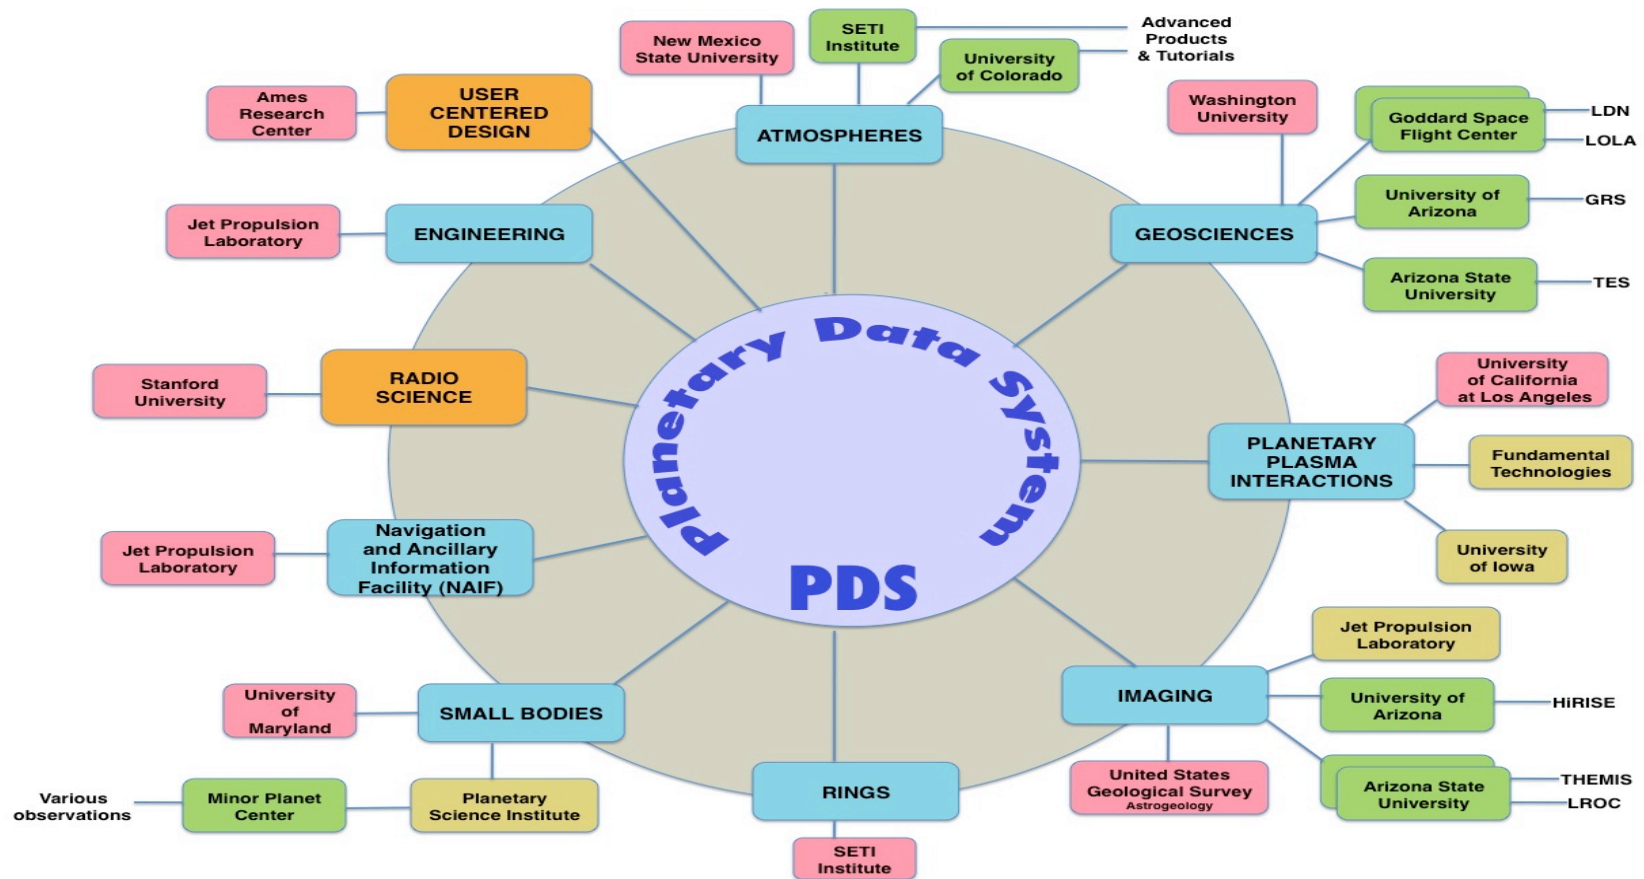 Planetary Data System
PDS
ATMOSPHERES
New Mexico
State University
SETI
Institute
University
of Colorado
Advanced
Products
& Tutorials
GEOSCIENCES
Washington
University
Goddard Space
Flight Center
LDN
LOLA
University of
Arizona
GRS
Arizona State
University
TES
PLANETARY
PLASMA
INTERACTIONS
University
of California
at Los Angeles
Fundamental
Technologies
University
of Iowa
IMAGING
Jet Propulsion
Laboratory
University of
Arizona
HiRISE
Arizona State
University
THEMIS
LROC
United States
Geological Survey
Astrogeology
RINGS
SETI
Institute
SMALL BODIES
University
of
Maryland
Planetary
Science Institute
Minor Planet
Center
Various
observations
Navigation
and Ancillary
Information
Facility (NAIF)
Jet Propulsion
Laboratory
RADIO
SCIENCE
Stanford
University
ENGINEERING
Jet Propulsion
Laboratory
USER
CENTERED
DESIGN
Ames
Research
Center